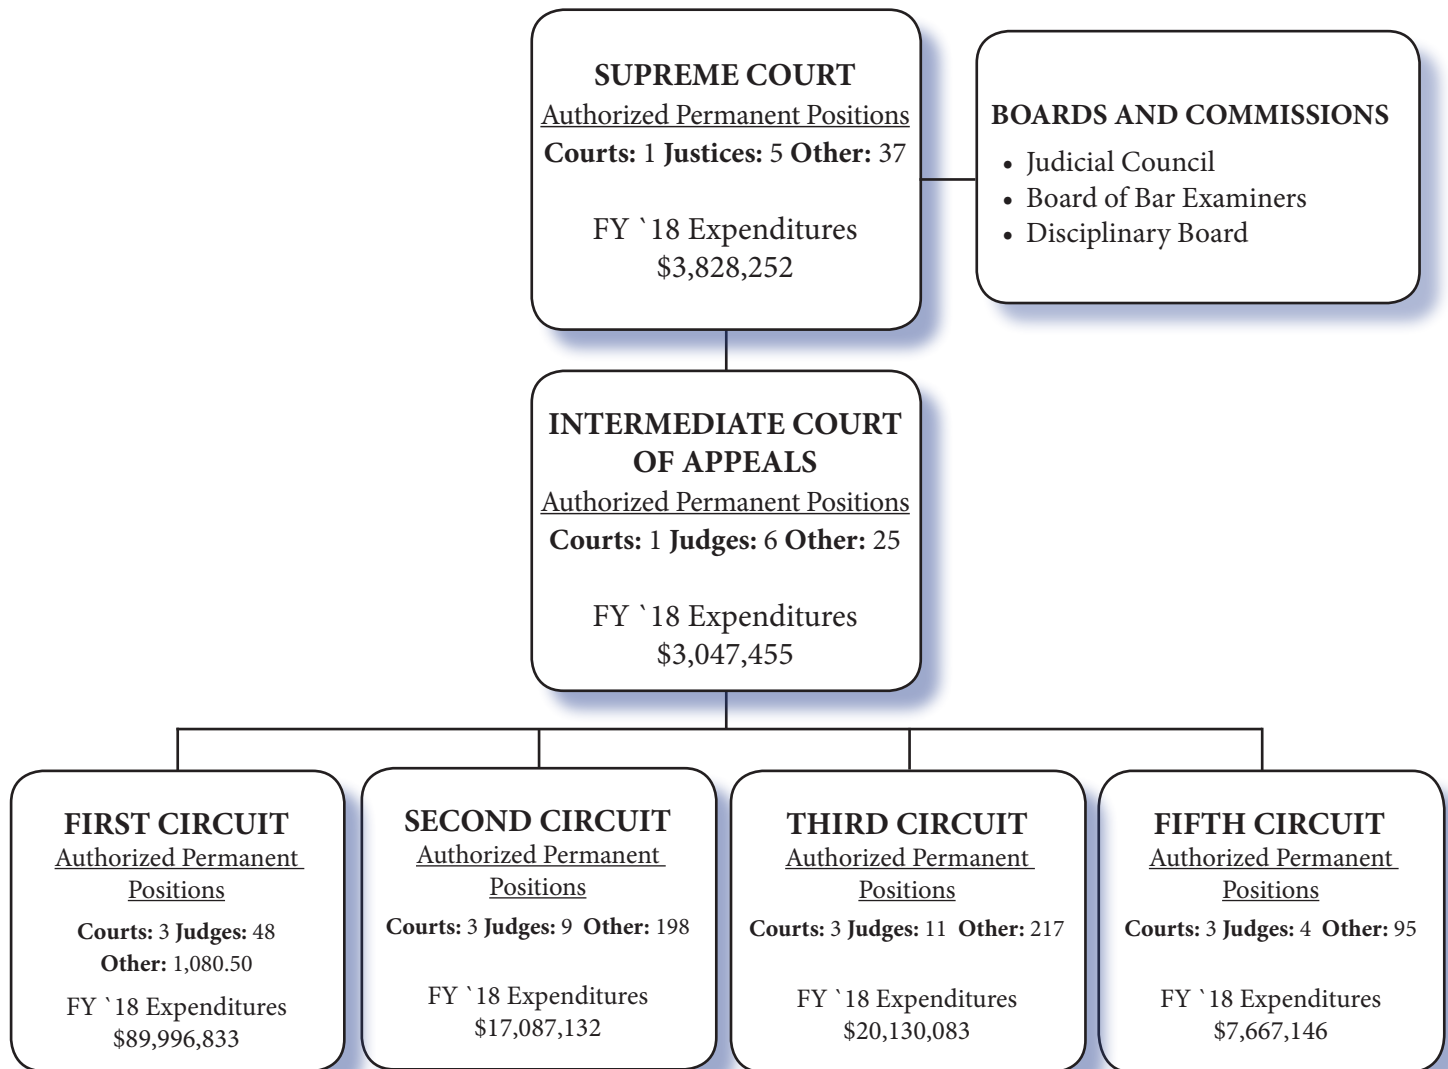 SUPREME COURT
Authorized Permanent Positions
Courts: 1 Justices: 5 Other: 37
FY `18 Expenditures
$3,828,252
BOARDS AND COMMISSIONS
• Judicial Council
• Board of Bar Examiners
• Disciplinary Board
INTERMEDIATE COURT
OF APPEALS
Authorized Permanent Positions
Courts: 1 Judges: 6 Other: 25
FY `18 Expenditures
$3,047,455
FIRST CIRCUIT
Authorized Permanent
Positions
Courts: 3 Judges: 48
Other: 1,080.50
FY `18 Expenditures
$89,996,833
SECOND CIRCUIT
Authorized Permanent
Positions
Courts: 3 Judges: 9 Other: 198
FY `18 Expenditures
$17,087,132
THIRD CIRCUIT
Authorized Permanent
Positions
Courts: 3 Judges: 11 Other: 217
FY `18 Expenditures
$20,130,083
FIFTH CIRCUIT
Authorized Permanent
Positions
Courts: 3 Judges: 4 Other: 95
FY `18 Expenditures
$7,667,146